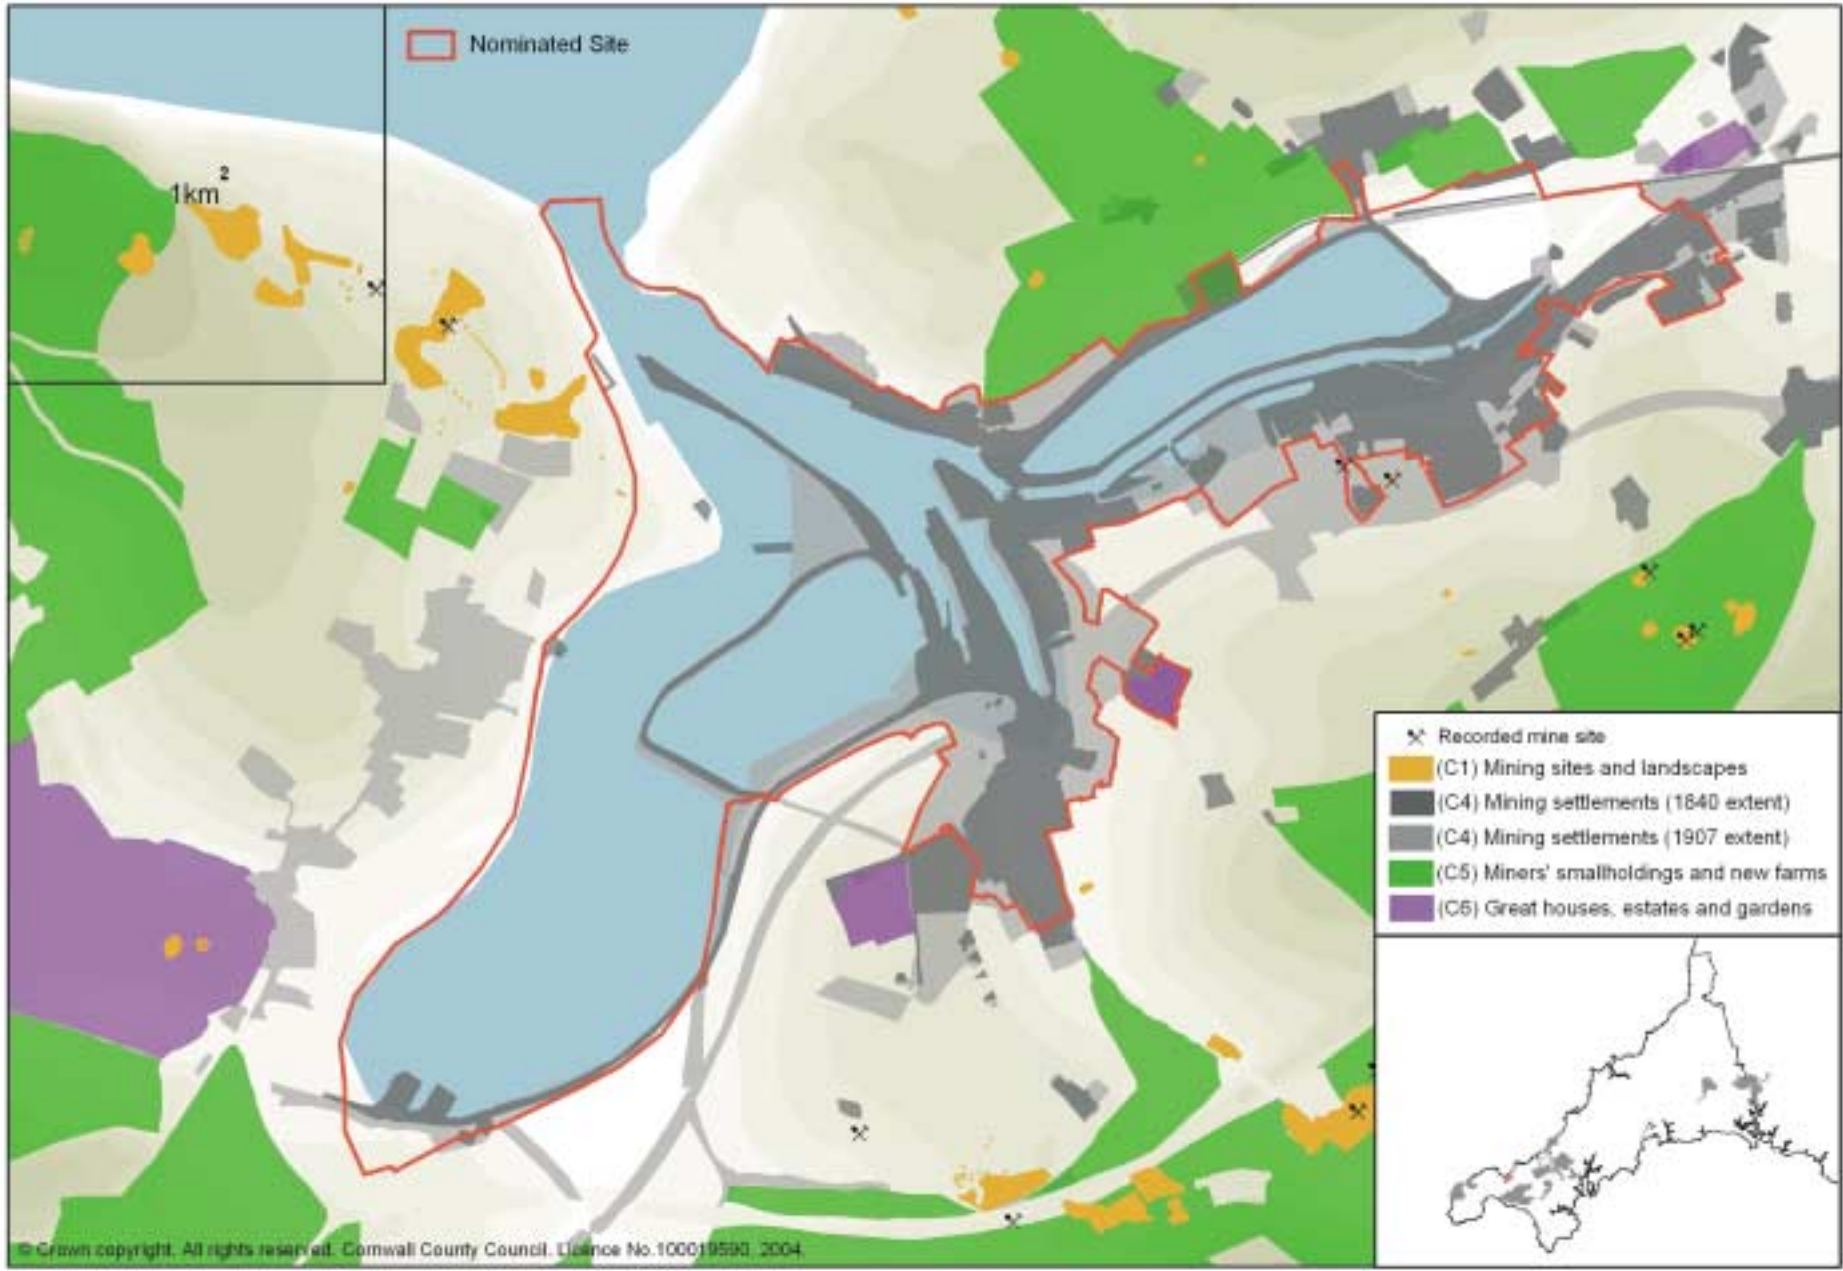 Nominated Site
1km²
Recorded mine site
(C1) Mining sites and landscapes
(C4) Mining settlements (1840 extent)
(C4) Mining settlements (1907 extent)
(C5) Miners' smallholdings and new farms
(C6) Great houses, estates and gardens
© Crown copyright. All rights reserved. Cornwall County Council. Licence No.100019590, 2004.